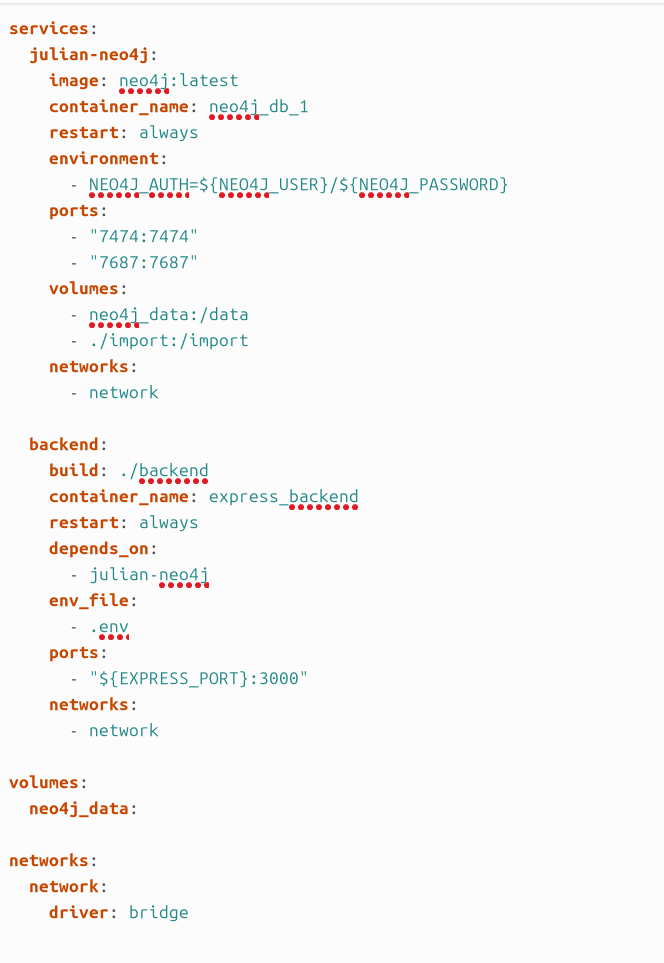 services:
  julian-neo4j:
    image: neo4j:latest
    container_name: neo4j_db_1
    restart: always
    environment:
      - NEO4J_AUTH=${NEO4J_USER}/${NEO4J_PASSWORD}
    ports:
      - "7474:7474"
      - "7687:7687"
    volumes:
      - neo4j_data:/data
      - ./import:/import
    networks:
      - network

  backend:
    build: ./backend
    container_name: express_backend
    restart: always
    depends_on:
      - julian-neo4j
    env_file:
      - .env
    ports:
      - "${EXPRESS_PORT}:3000"
    networks:
      - network

volumes:
  neo4j_data:

networks:
  network:
    driver: bridge